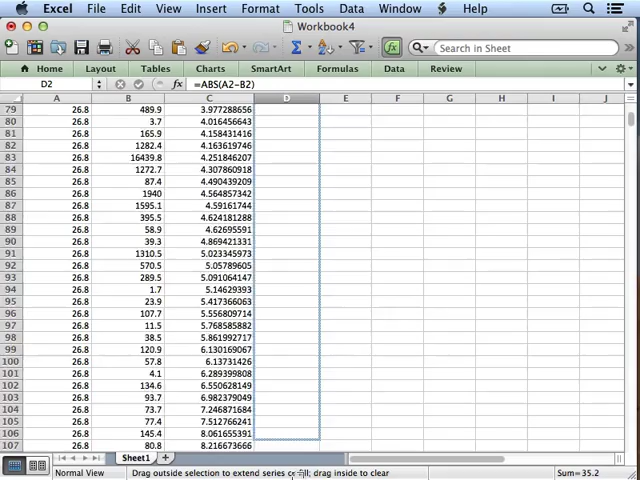 Excel File Edit View Insert Format Tools Data Window Help
Workbook4
Search in Sheet
Home Layout Tables Charts SmartArt Formulas Data Review
D2 fx =ABS(A2-B2)
A B C D E F G H I J
79 26.8 489.9 3.977288656
80 26.8 3.7 4.016456643
81 26.8 165.9 4.158431416
82 26.8 1282.4 4.163619746
83 26.8 16439.8 4.251846207
84 26.8 1272.7 4.307860918
85 26.8 87.4 4.490439209
86 26.8 1940 4.564857342
87 26.8 1595.1 4.59161744
88 26.8 395.5 4.624181288
89 26.8 58.9 4.62695591
90 26.8 39.3 4.869421331
91 26.8 1310.5 5.023345973
92 26.8 570.5 5.05789605
93 26.8 289.5 5.091064147
94 26.8 1.7 5.14629393
95 26.8 23.9 5.417366063
96 26.8 107.7 5.556809714
97 26.8 11.5 5.768585882
98 26.8 38.5 5.861992717
99 26.8 120.9 6.130169067
100 26.8 57.8 6.13731426
101 26.8 4.1 6.289399808
102 26.8 134.6 6.550628149
103 26.8 93.7 6.982379049
104 26.8 73.7 7.246871684
105 26.8 77.4 7.512766241
106 26.8 145.4 8.061655391
107 26.8 80.8 8.216673666
Sheet1
Normal View Drag outside selection to extend series or fill; drag inside to clear Sum=35.2